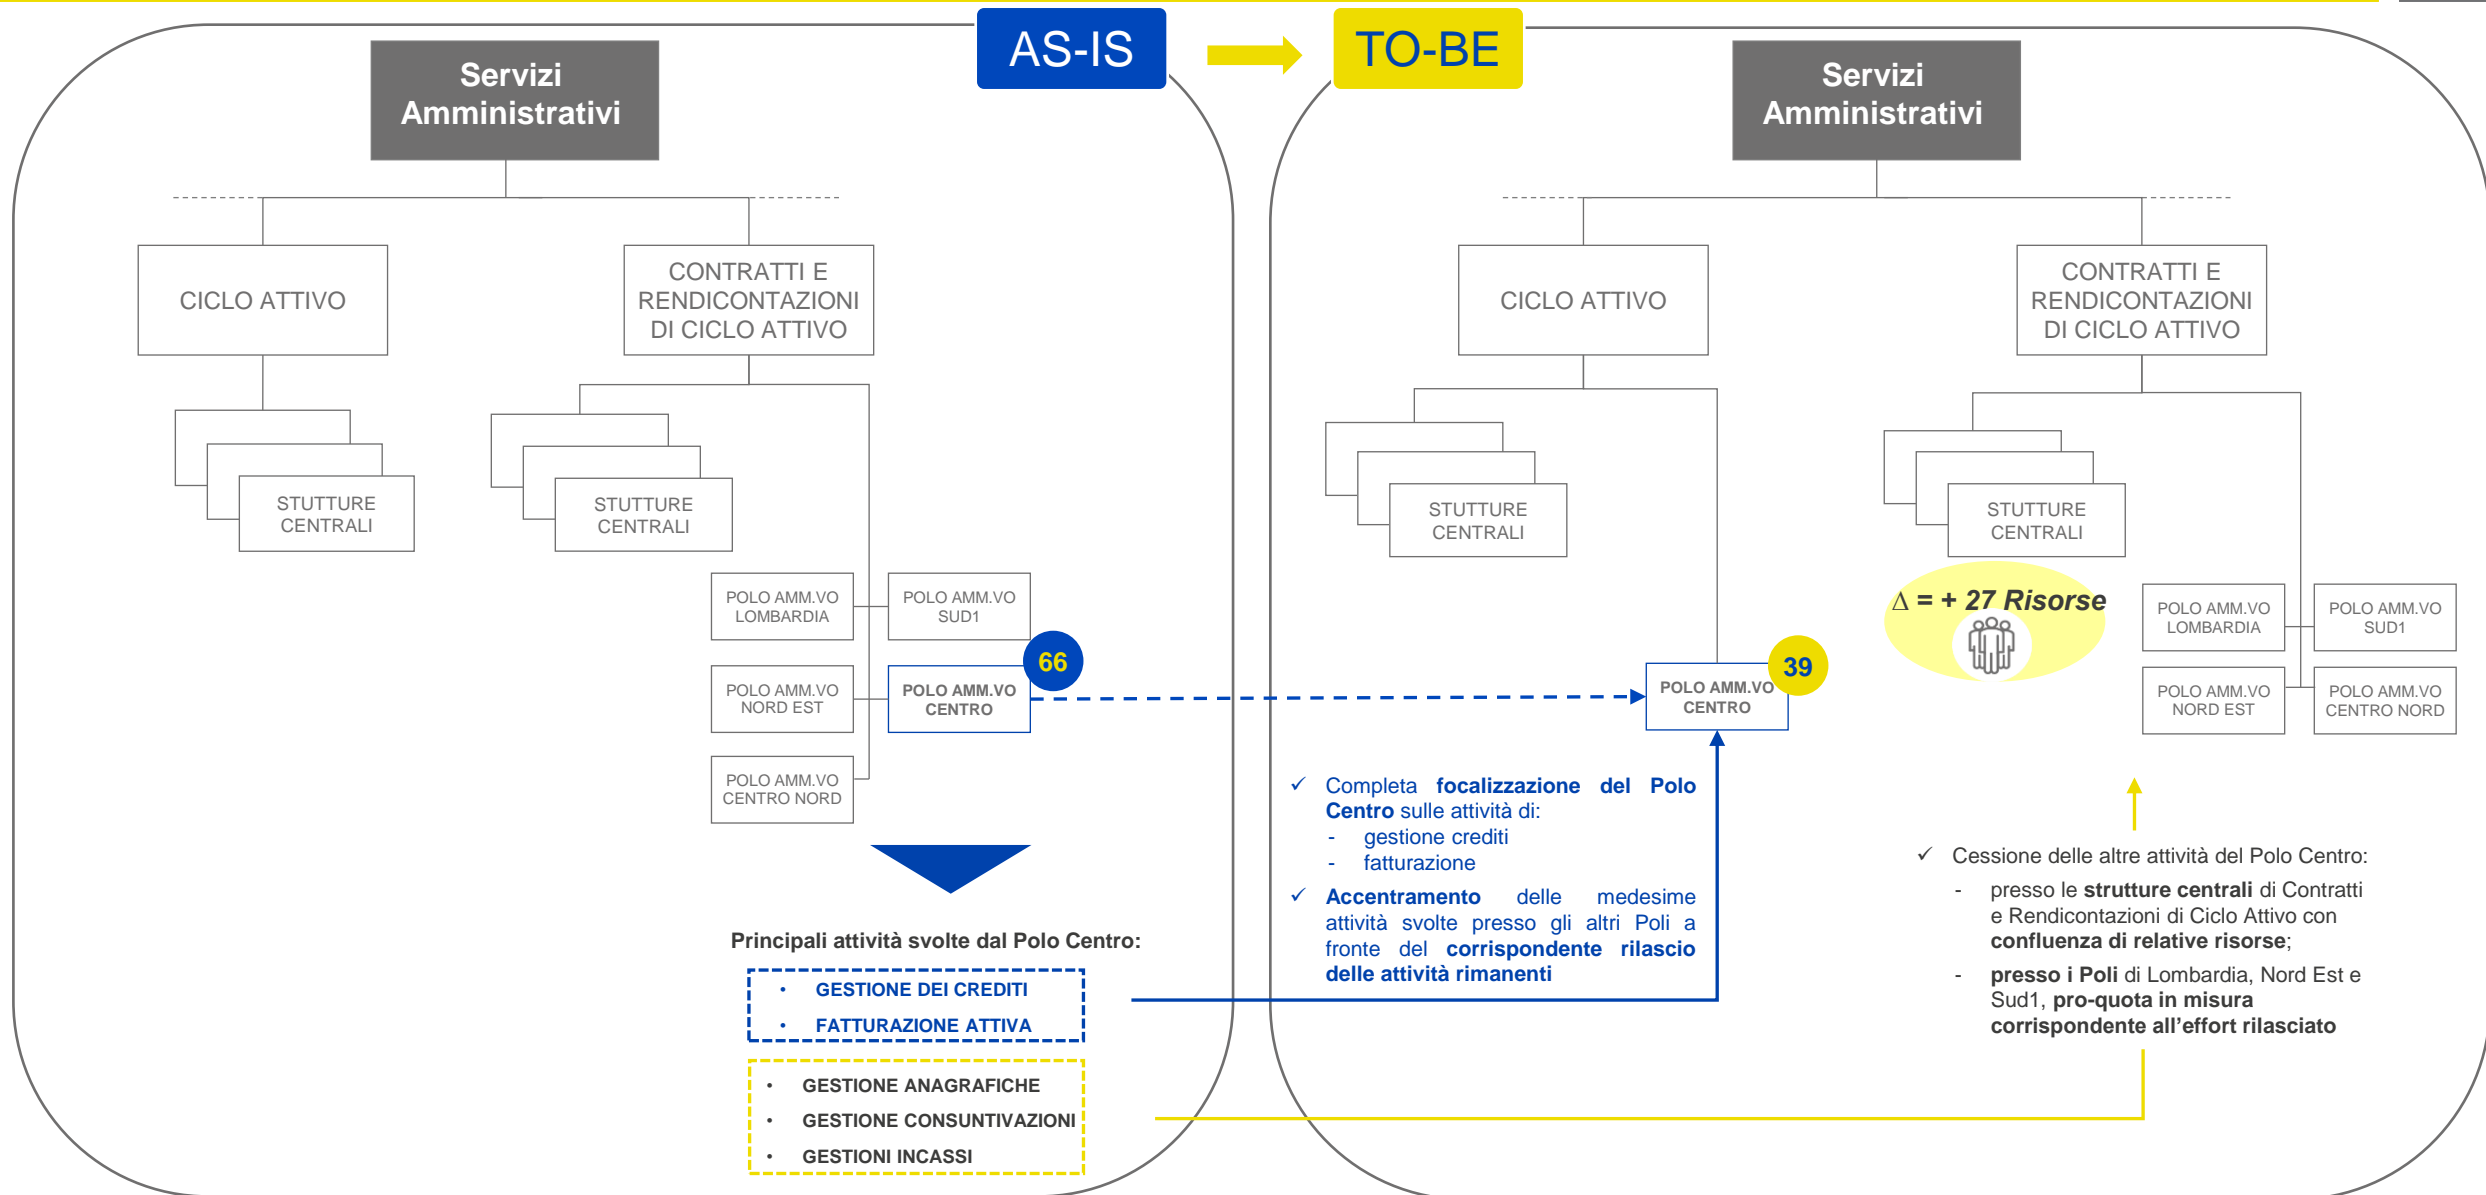 AS-IS
TO-BE
Servizi
Amministrativi
CICLO ATTIVO
CONTRATTI E
RENDICONTAZIONI
DI CICLO ATTIVO
STUTTURE
CENTRALI
STUTTURE
CENTRALI
POLO AMM.VO
LOMBARDIA
POLO AMM.VO
SUD1
66
POLO AMM.VO
NORD EST
POLO AMM.VO
CENTRO
POLO AMM.VO
CENTRO NORD
Principali attività svolte dal Polo Centro:
• GESTIONE DEI CREDITI
• FATTURAZIONE ATTIVA
• GESTIONE ANAGRAFICHE
• GESTIONE CONSUNTIVAZIONI
• GESTIONI INCASSI
Servizi
Amministrativi
CICLO ATTIVO
CONTRATTI E
RENDICONTAZIONI
DI CICLO ATTIVO
STUTTURE
CENTRALI
STUTTURE
CENTRALI
Δ = + 27 Risorse
POLO AMM.VO
LOMBARDIA
POLO AMM.VO
SUD1
39
POLO AMM.VO
CENTRO
POLO AMM.VO
NORD EST
POLO AMM.VO
CENTRO NORD
✓ Completa focalizzazione del Polo
Centro sulle attività di:
- gestione crediti
- fatturazione
✓ Accentramento delle medesime
attività svolte presso gli altri Poli a
fronte del corrispondente rilascio
delle attività rimanenti
✓ Cessione delle altre attività del Polo Centro:
- presso le strutture centrali di Contratti
e Rendicontazioni di Ciclo Attivo con
confluenza di relative risorse;
- presso i Poli di Lombardia, Nord Est e
Sud1, pro-quota in misura
corrispondente all’effort rilasciato